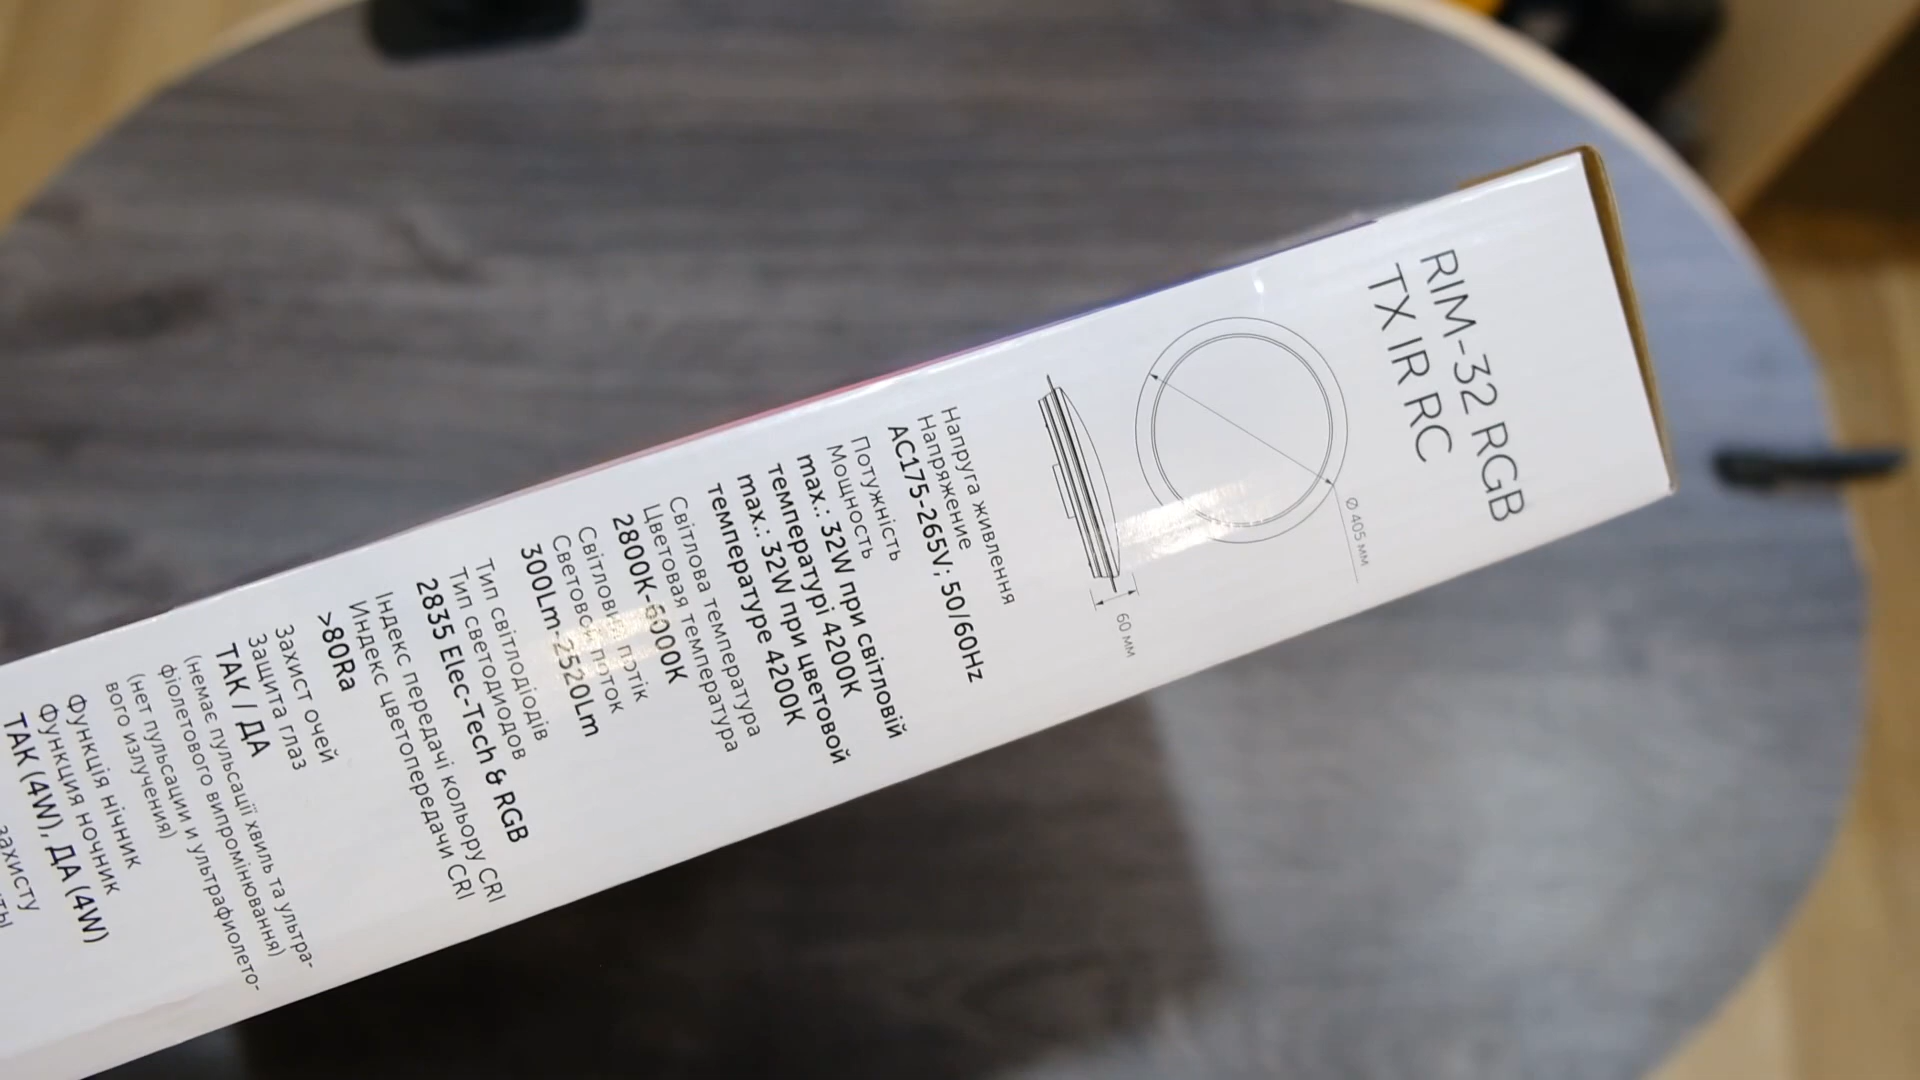 RIM-32 RGB
TX IR RC
Ø 405 мм
60 мм
Напруга живлення
Напряжение
AC175-265V; 50/60Hz
Потужність
Мощность
max.: 32W при світловій
температурі 4200K
max.: 32W при цветовой
температуре 4200K
Світлова температура
Цветовая температура
2800K-6000K
Світловий потік
Световой поток
300Lm-2520Lm
Тип світлодіодів
Тип светодиодов
2835 Elec-Tech & RGB
Індекс передачі кольору CRI
Индекс цветопередачи CRI
>80Ra
Захист очей
Защита глаз
ТАК / ДА
(немає пульсації хвиль та ультра-
фіолетового випромінювання)
(нет пульсации и ультрафиолето-
вого излучения)
Функція нічник
Функция ночник
ТАК (4W), ДА (4W)
захисту